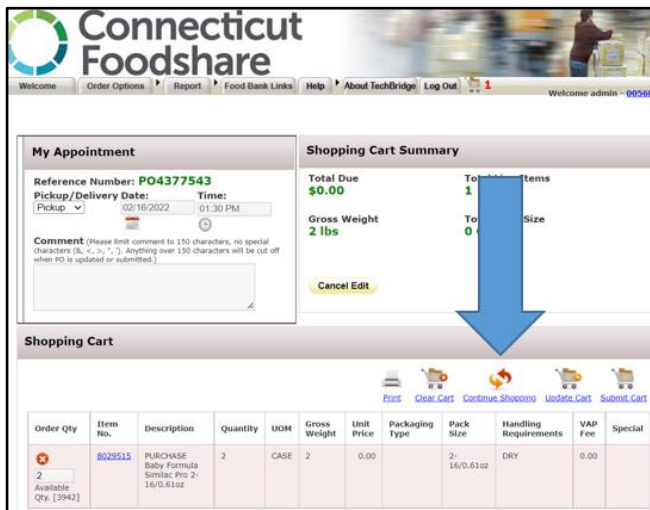 Connecticut
Foodshare
Welcome Order Options Report Food Bank Links Help About TechBridge Log Out 1
Welcome admin - 0056
My Appointment
Shopping Cart Summary
Reference Number: PO4377543
Pickup/Delivery Date: Time:
Pickup 02/16/2022 01:30 PM
Comment (Please limit comment to 150 characters, no special
characters (&, <, >, ", '). Anything over 150 characters will be cut off
when PO is updated or submitted.)
Total Due
$0.00
Items
1
Gross Weight
2 lbs
Size
0
Cancel Edit
Shopping Cart
Print Clear Cart Continue Shopping Update Cart Submit Cart
Order Qty Item No. Description Quantity UOM Gross Weight Unit Price Packaging Type Pack Size Handling Requirements VAP Fee Special
2
Available
Qty. [3942]
8029515
PURCHASE
Baby Formula
Similac Pro 2-
16/0.61oz
2
CASE
2
0.00
2-
16/0.61oz
DRY
0.00